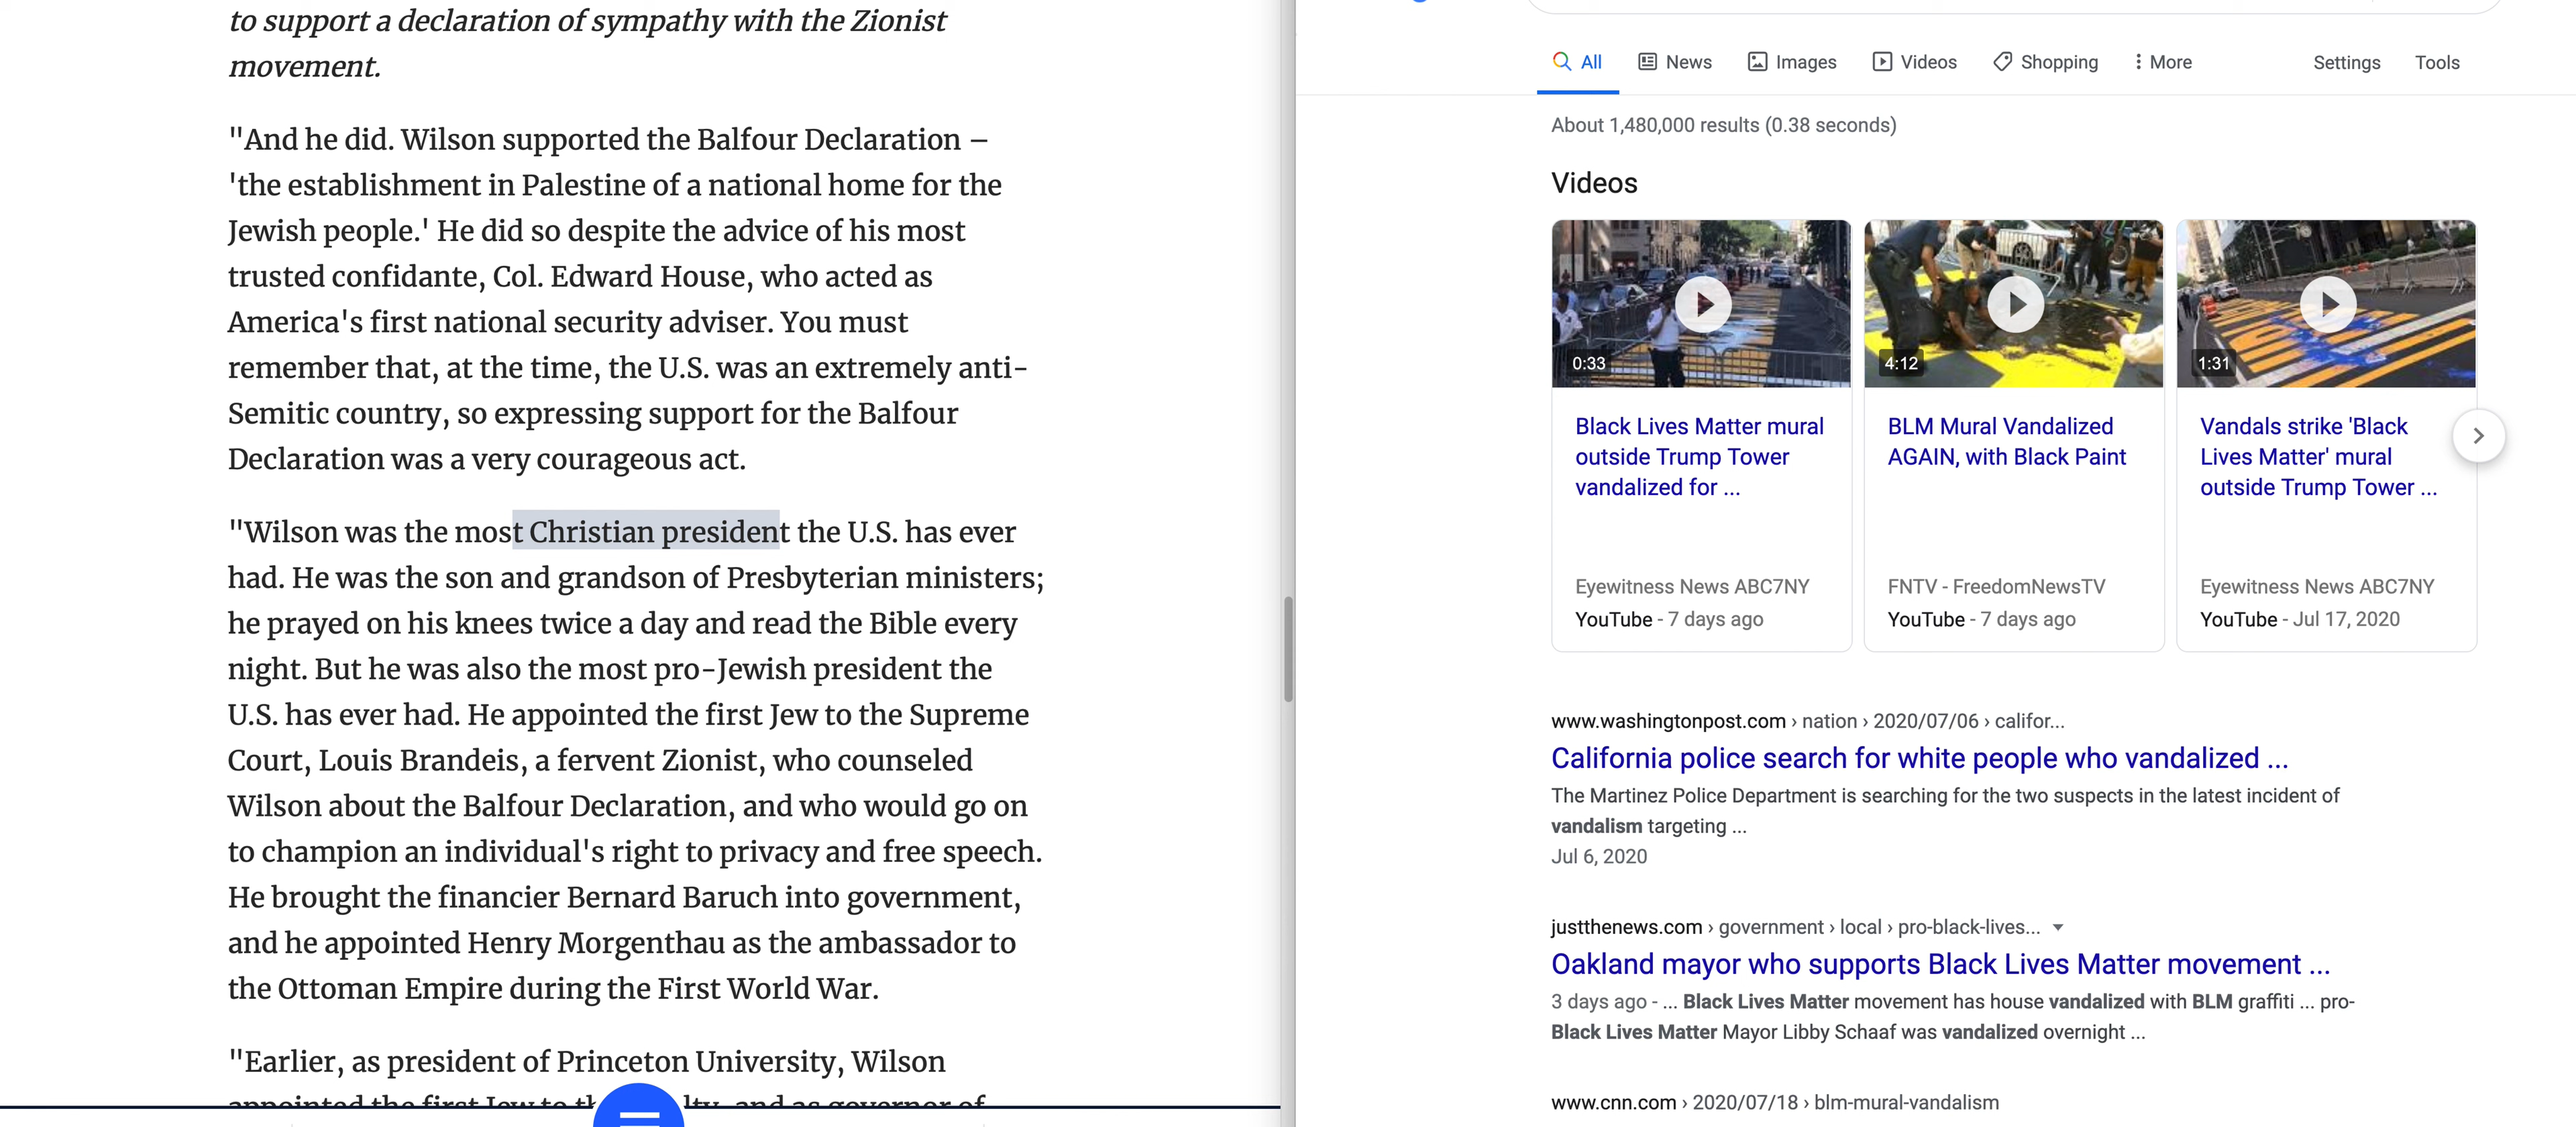 to support a declaration of sympathy with the Zionist
movement.
"And he did. Wilson supported the Balfour Declaration –
'the establishment in Palestine of a national home for the
Jewish people.' He did so despite the advice of his most
trusted confidante, Col. Edward House, who acted as
America's first national security adviser. You must
remember that, at the time, the U.S. was an extremely anti-
Semitic country, so expressing support for the Balfour
Declaration was a very courageous act.
"Wilson was the most Christian president the U.S. has ever
had. He was the son and grandson of Presbyterian ministers;
he prayed on his knees twice a day and read the Bible every
night. But he was also the most pro-Jewish president the
U.S. has ever had. He appointed the first Jew to the Supreme
Court, Louis Brandeis, a fervent Zionist, who counseled
Wilson about the Balfour Declaration, and who would go on
to champion an individual's right to privacy and free speech.
He brought the financier Bernard Baruch into government,
and he appointed Henry Morgenthau as the ambassador to
the Ottoman Empire during the First World War.
"Earlier, as president of Princeton University, Wilson
appointed the first Jew to and as governor of
All News Images Videos Shopping More Settings Tools
About 1,480,000 results (0.38 seconds)
Videos
0:33
Black Lives Matter mural
outside Trump Tower
vandalized for ...
Eyewitness News ABC7NY
YouTube - 7 days ago
4:12
BLM Mural Vandalized
AGAIN, with Black Paint
FNTV - FreedomNewsTV
YouTube - 7 days ago
1:31
Vandals strike 'Black
Lives Matter' mural
outside Trump Tower ...
Eyewitness News ABC7NY
YouTube - Jul 17, 2020
www.washingtonpost.com › nation › 2020/07/06 › califor...
California police search for white people who vandalized ...
The Martinez Police Department is searching for the two suspects in the latest incident of
vandalism targeting ...
Jul 6, 2020
justthenews.com › government › local › pro-black-lives...
Oakland mayor who supports Black Lives Matter movement ...
3 days ago - ... Black Lives Matter movement has house vandalized with BLM graffiti ... pro-
Black Lives Matter Mayor Libby Schaaf was vandalized overnight ...
www.cnn.com › 2020/07/18 › blm-mural-vandalism